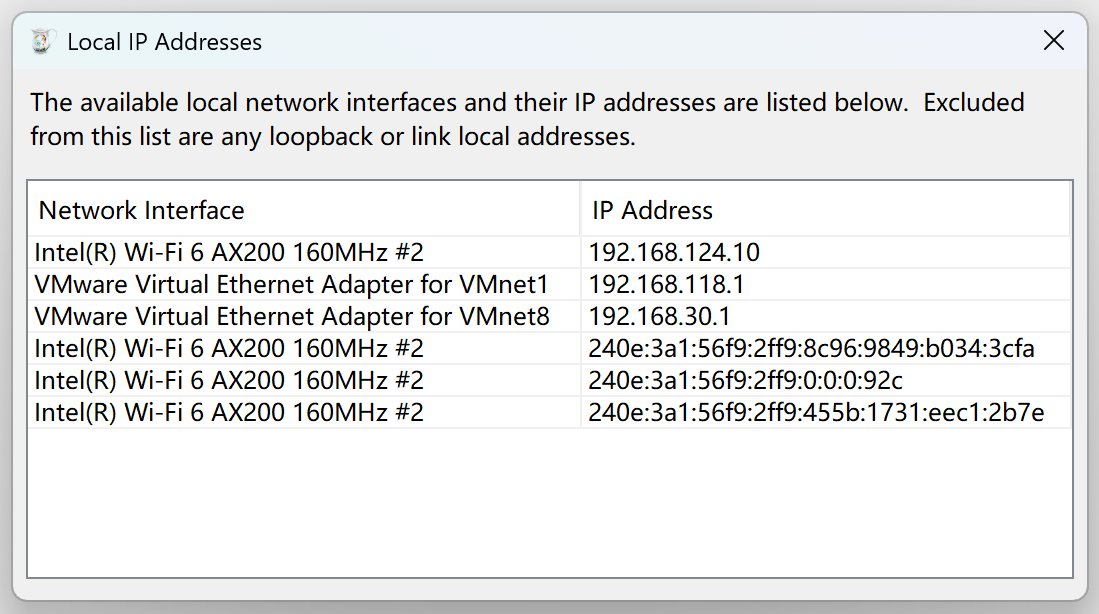 Local IP Addresses
The available local network interfaces and their IP addresses are listed below.  Excluded
from this list are any loopback or link local addresses.
Network Interface IP Address
Intel(R) Wi-Fi 6 AX200 160MHz #2 192.168.124.10
VMware Virtual Ethernet Adapter for VMnet1 192.168.118.1
VMware Virtual Ethernet Adapter for VMnet8 192.168.30.1
Intel(R) Wi-Fi 6 AX200 160MHz #2 240e:3a1:56f9:2ff9:8c96:9849:b034:3cfa
Intel(R) Wi-Fi 6 AX200 160MHz #2 240e:3a1:56f9:2ff9:0:0:0:92c
Intel(R) Wi-Fi 6 AX200 160MHz #2 240e:3a1:56f9:2ff9:455b:1731:eec1:2b7e